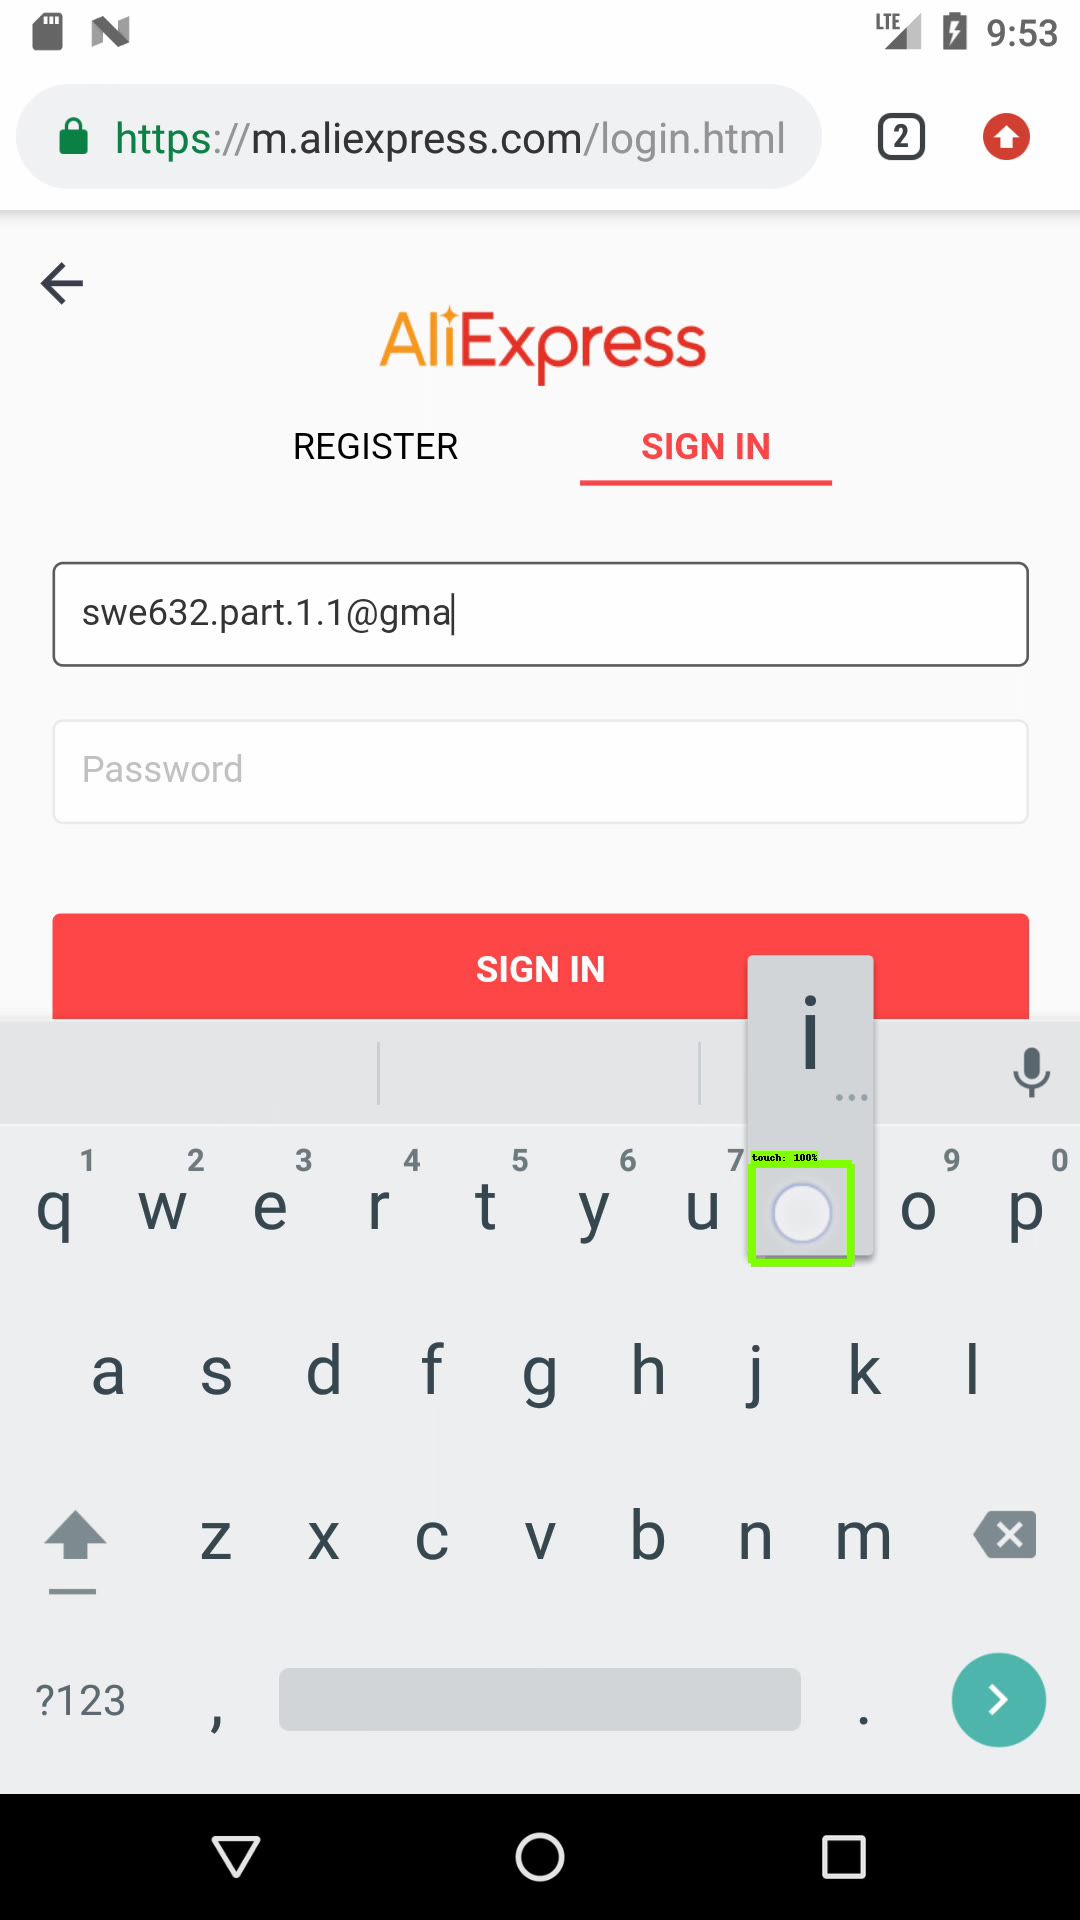 LTE 9:53
https://m.aliexpress.com/login.html 2
AliExpress
REGISTER SIGN IN
swe632.part.1.1@gma
Password
SIGN IN
i
...
touch: 100%
1 2 3 4 5 6 7 9 0
q w e r t y u o p
a s d f g h j k l
z x c v b n m
?123 , .